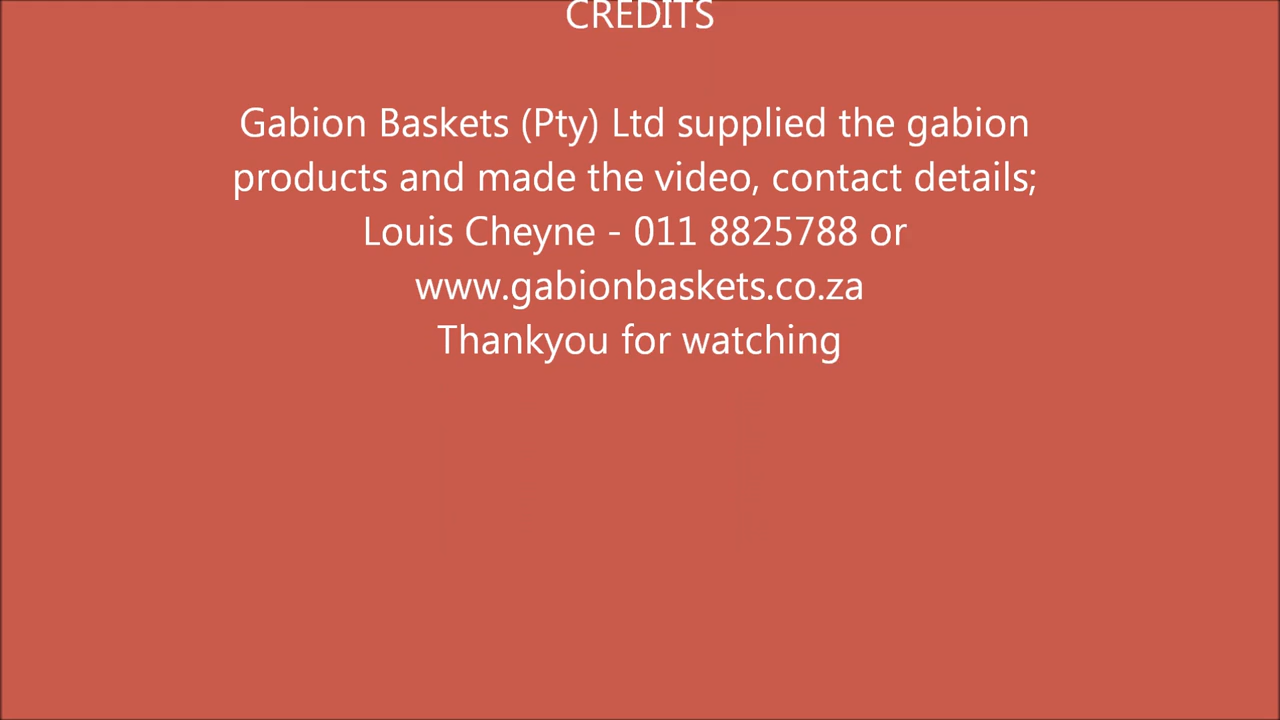 CREDITS
Gabion Baskets (Pty) Ltd supplied the gabion
products and made the video, contact details;
Louis Cheyne - 011 8825788 or
www.gabionbaskets.co.za
Thankyou for watching